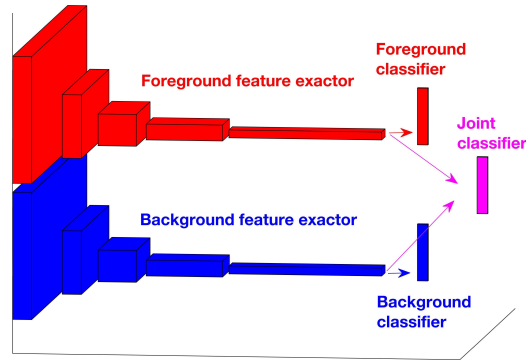 Foreground
classifier
Foreground feature exactor
Joint
classifier
Background feature exactor
Background
classifier